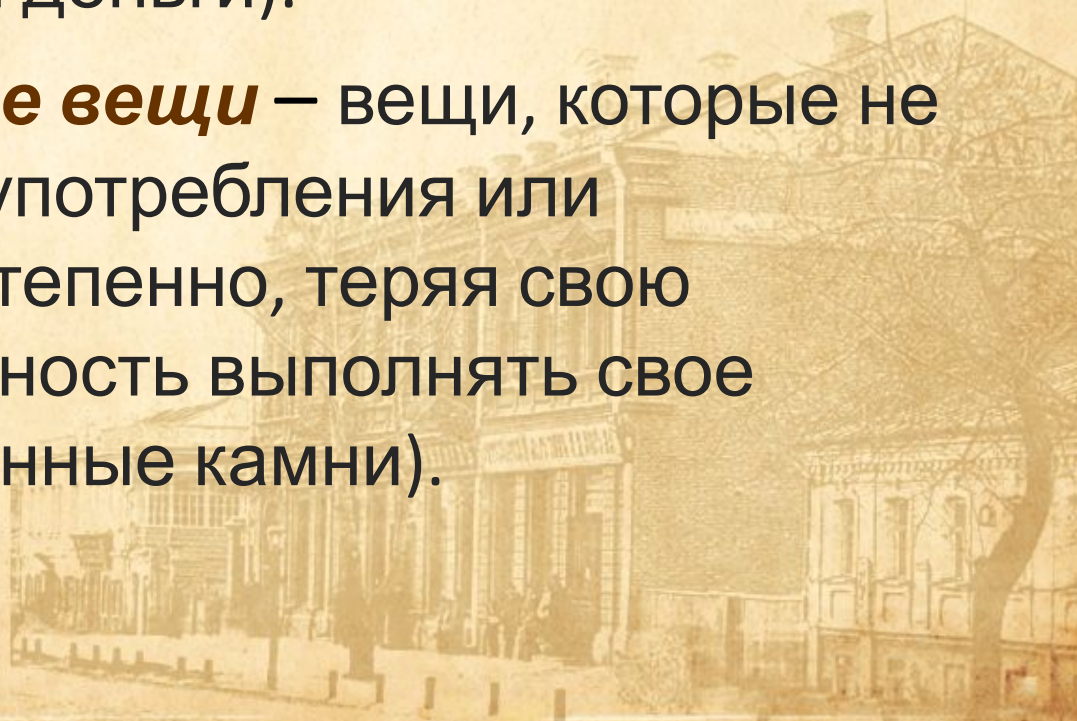 деньги).
е вещи – вещи, которые не
употребления или
тепенно, теряя свою
ность выполнять свое
нные камни).